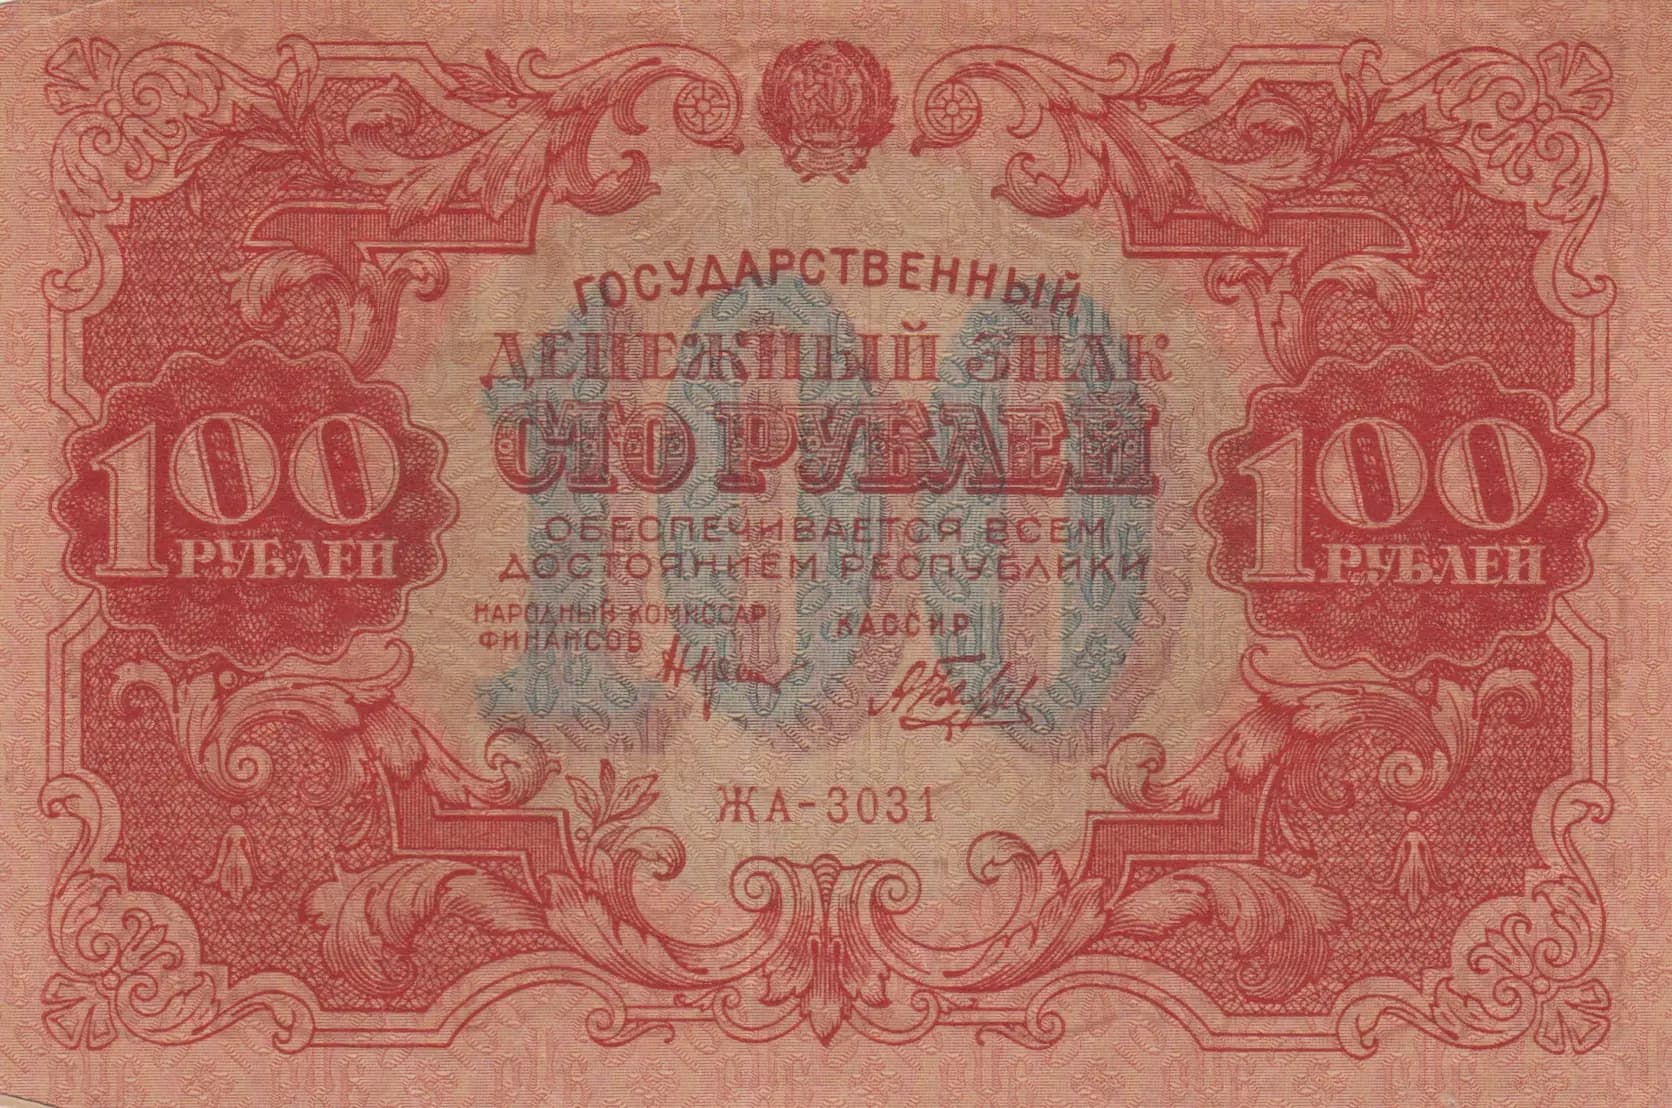 ГОСУДАРСТВЕННЫЙ
ДЕНЕЖНЫЙ ЗНАК
СТО РУБЛЕЙ
100
100
РУБЛЕЙ
100
РУБЛЕЙ
ОБЕСПЕЧИВАЕТСЯ ВСЕМ
ДОСТОЯНИЕМ РЕСПУБЛИКИ
НАРОДНЫЙ КОМИССАР
ФИНАНСОВ
КАССИР
ЖА-3031